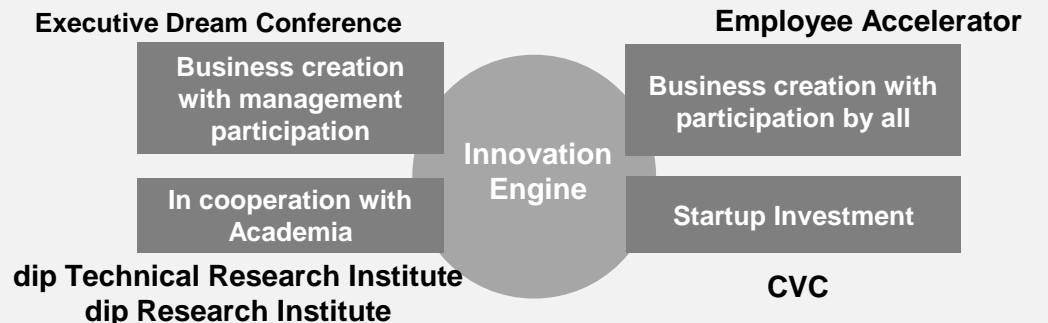 Executive Dream Conference
Employee Accelerator
Business creation
with management
participation
Business creation with
participation by all
Innovation
Engine
In cooperation with
Academia
Startup Investment
dip Technical Research Institute
dip Research Institute
CVC